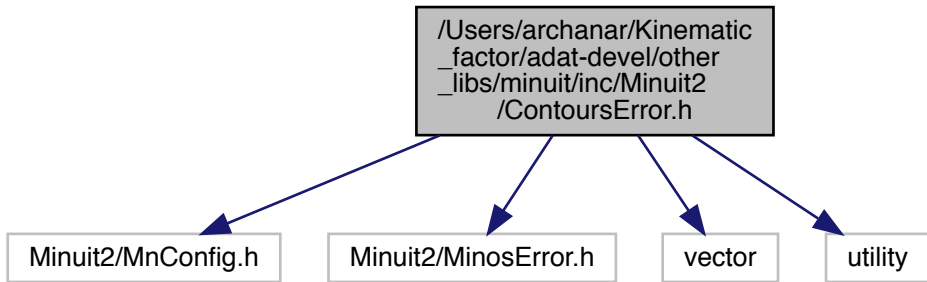 /Users/archanar/Kinematic
_factor/adat-devel/other
_libs/minuit/inc/Minuit2
/ContoursError.h
Minuit2/MnConfig.h
Minuit2/MinosError.h
vector
utility